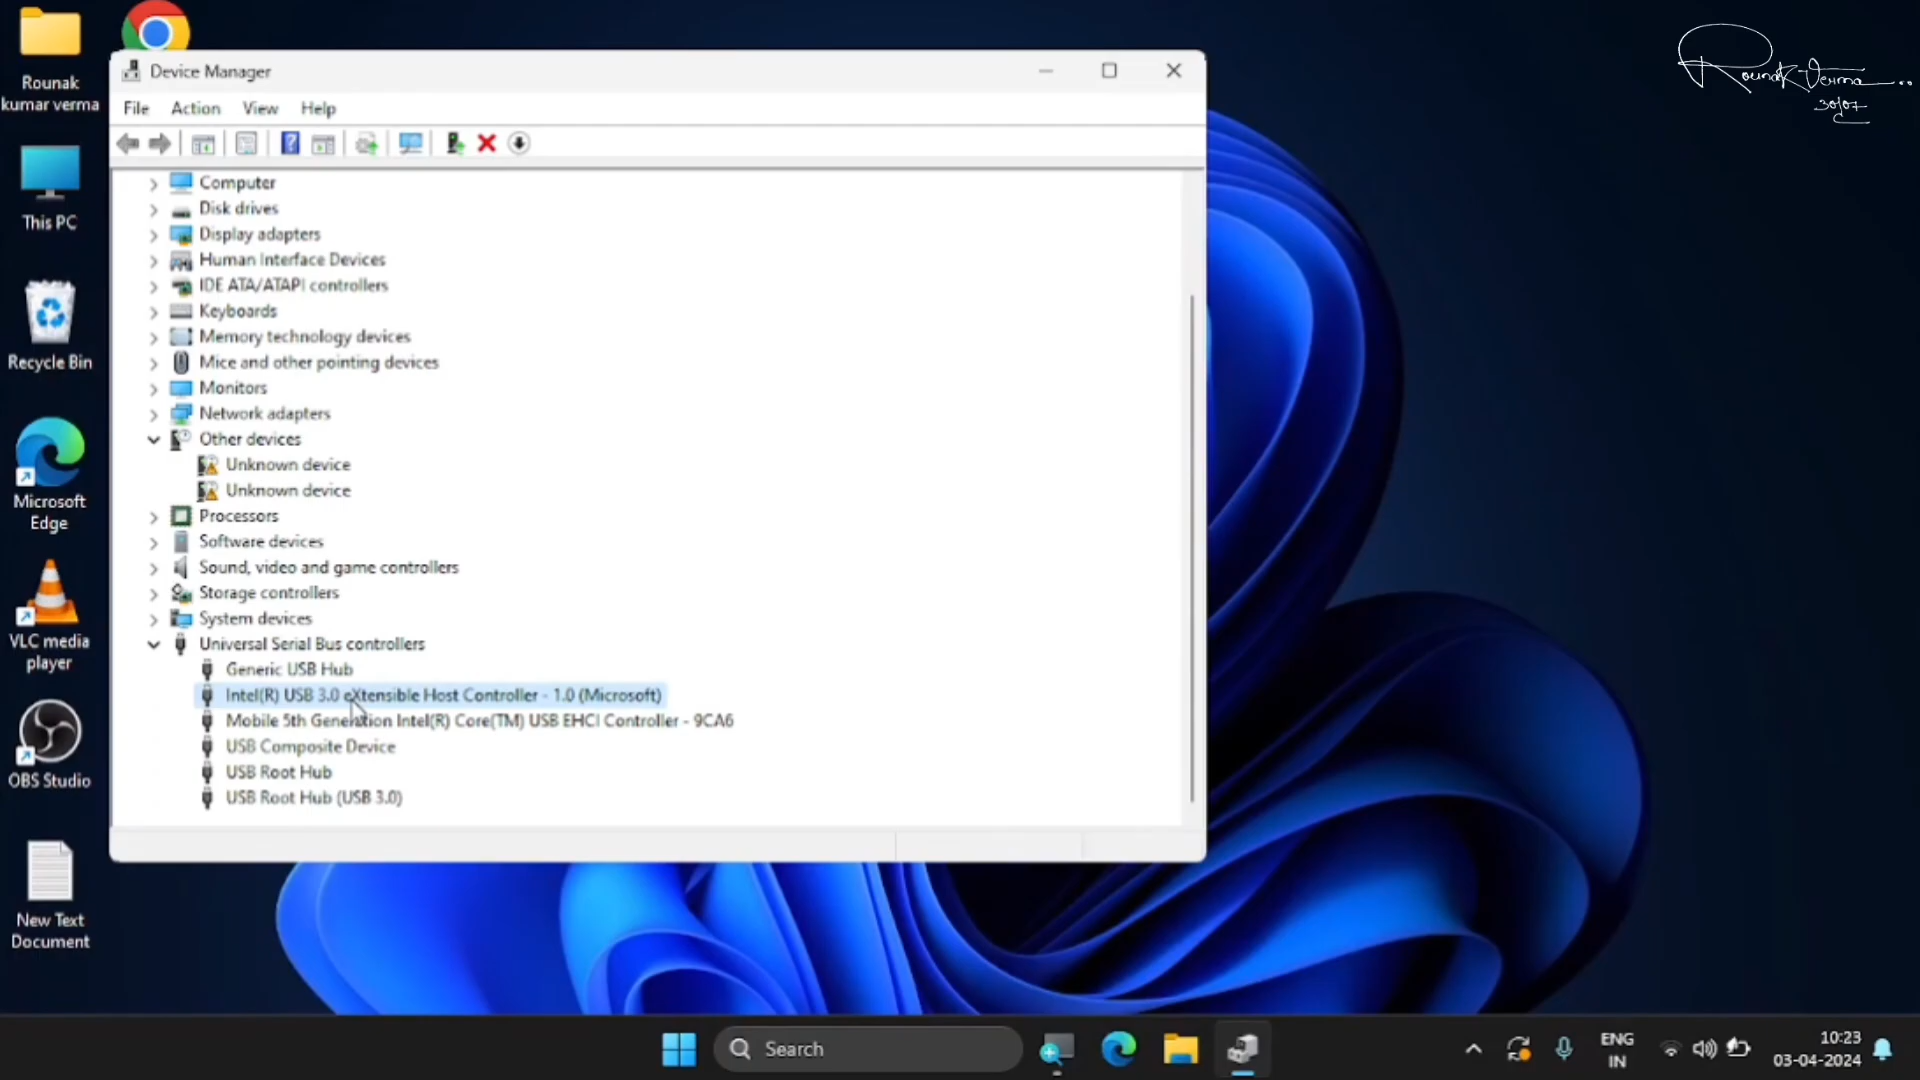 Rounak
kumar verma
This PC
Recycle Bin
Microsoft
Edge
VLC media
player
OBS Studio
New Text
Document
Device Manager
File Action View Help
Computer
Disk drives
Display adapters
Human Interface Devices
IDE ATA/ATAPI controllers
Keyboards
Memory technology devices
Mice and other pointing devices
Monitors
Network adapters
Other devices
Unknown device
Unknown device
Processors
Software devices
Sound, video and game controllers
Storage controllers
System devices
Universal Serial Bus controllers
Generic USB Hub
Intel(R) USB 3.0 eXtensible Host Controller - 1.0 (Microsoft)
Mobile 5th Generation Intel(R) Core(TM) USB EHCI Controller - 9CA6
USB Composite Device
USB Root Hub
USB Root Hub (USB 3.0)
Rounak Verma
30/07
Search
ENG
IN
10:23
03-04-2024